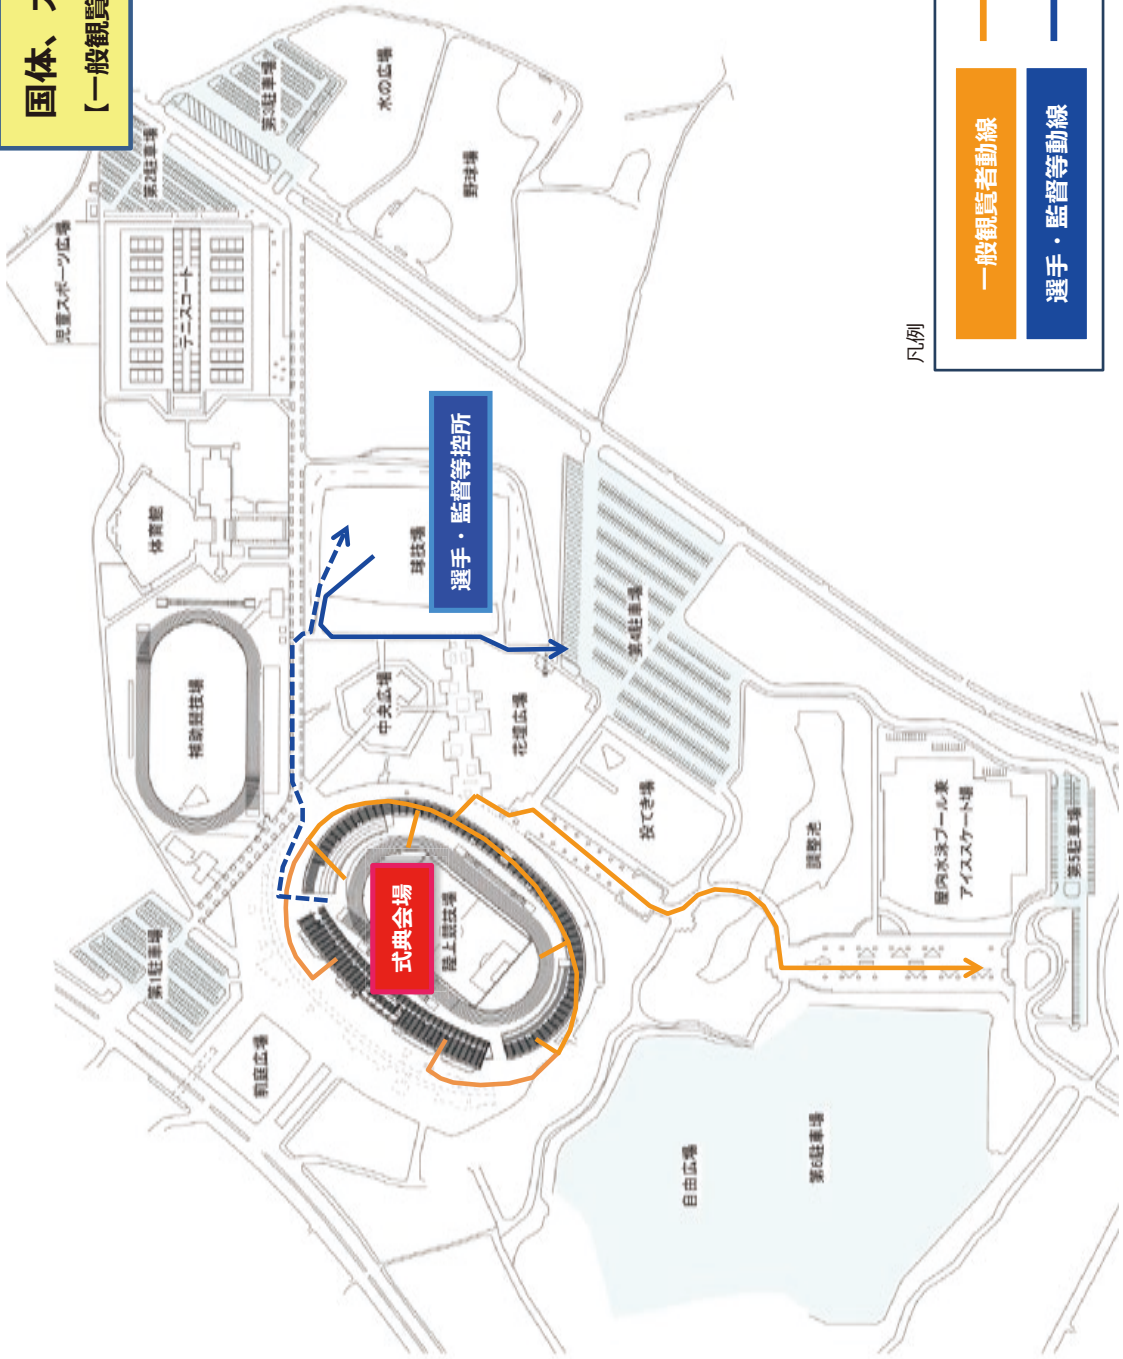 国体、
【一般観覧
児童スポーツ広場
第2駐車場
第3駐車場
水の広場
野球場
テニスコート
体育館
補助競技場
球技場
選手・監督等控所
中央広場
花壇広場
第4駐車場
投てき場
調整池
屋内水泳プール兼
アイススケート場
第5駐車場
式典会場
陸上競技場
第1駐車場
前庭広場
自由広場
第6駐車場
凡例
一般観覧者動線
選手・監督等動線